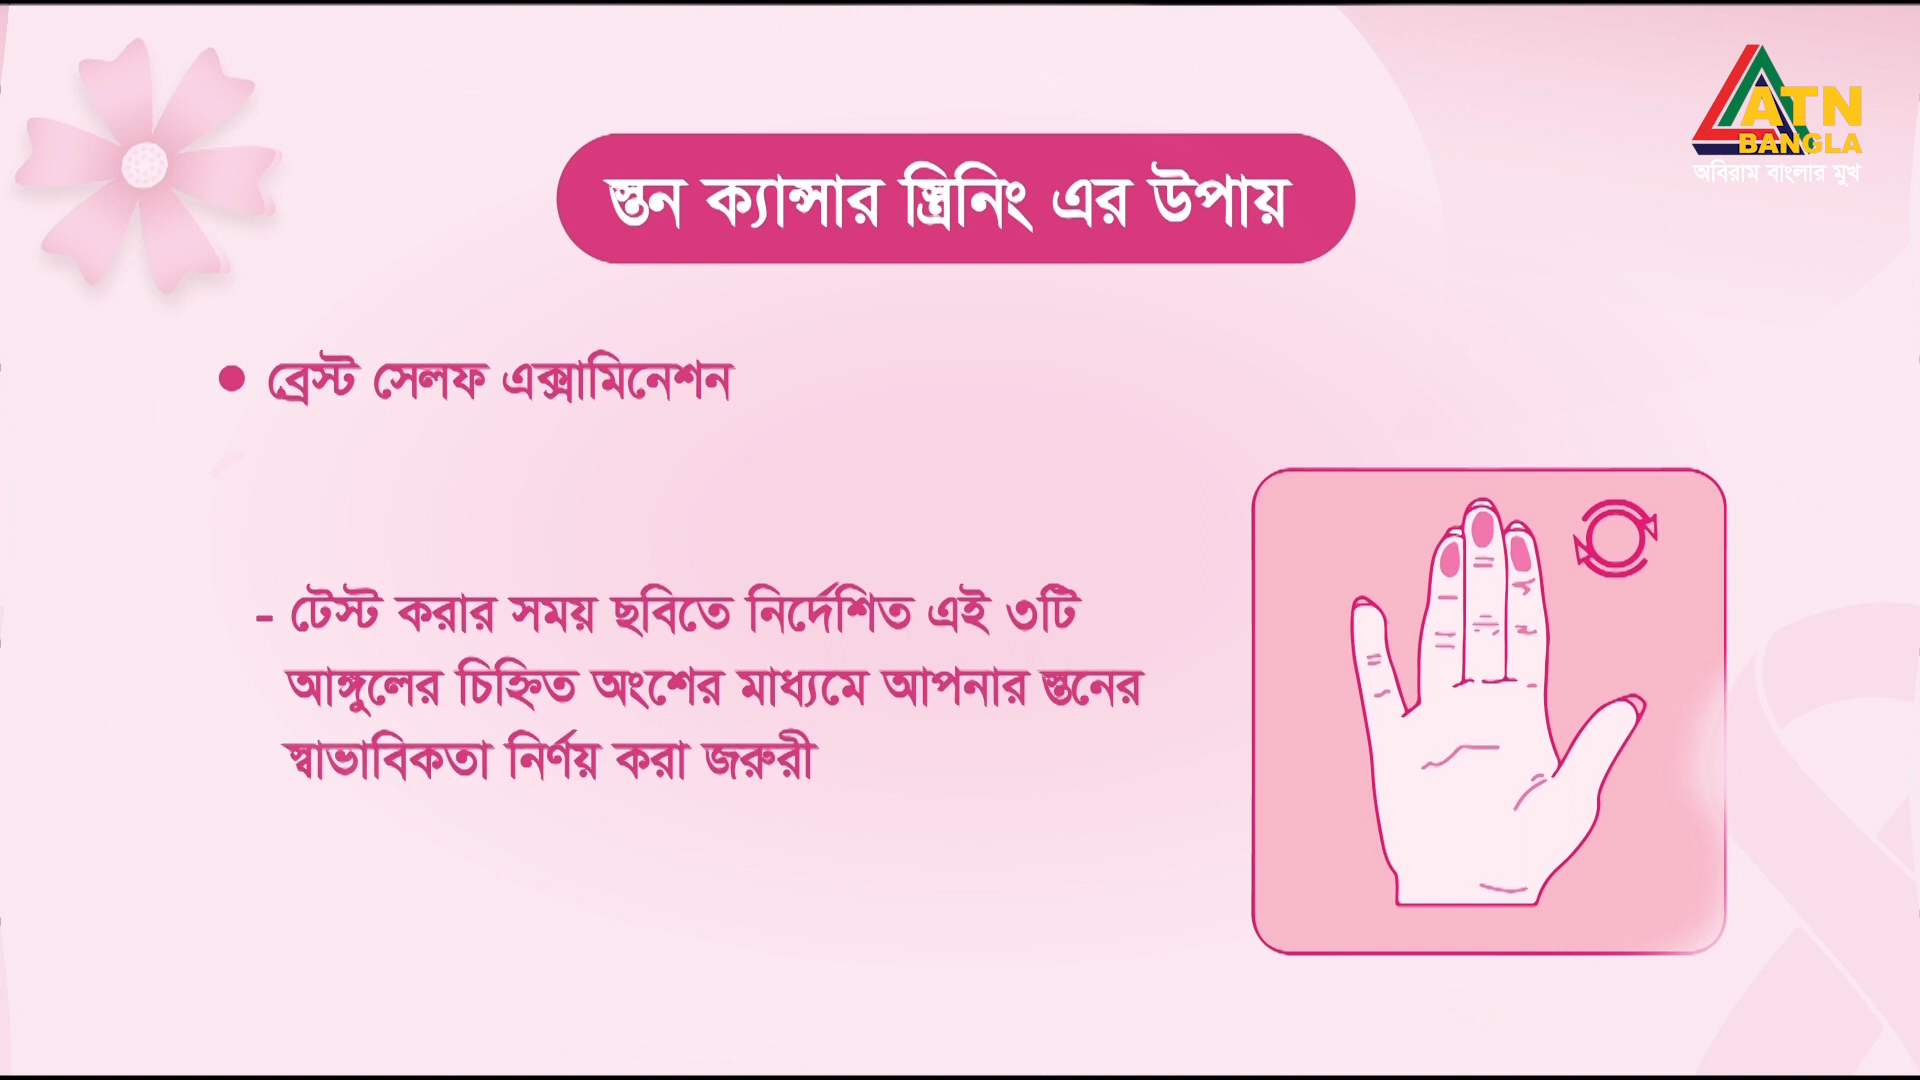 ATN
BANGLA
অবিরাম বাংলার মুখ
স্তন ক্যান্সার স্ক্রিনিং এর উপায়
• ব্রেস্ট সেলফ এক্সামিনেশন
- টেস্ট করার সময় ছবিতে নির্দেশিত এই ৩টি
আঙ্গুলের চিহ্নিত অংশের মাধ্যমে আপনার স্তনের
স্বাভাবিকতা নির্ণয় করা জরুরী